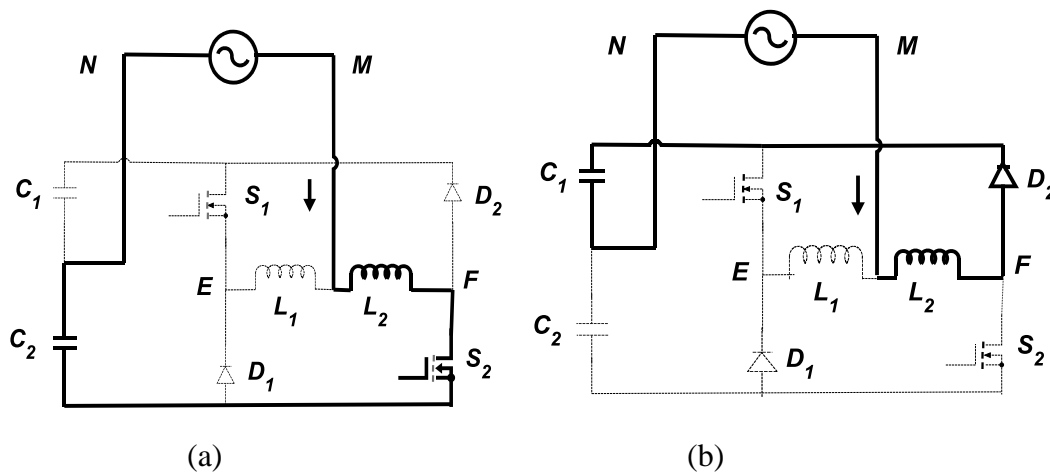 N M
C1 S1 D2
E L1 L2 F
C2 D1 S2
(a)
N M
C1 S1 D2
E L1 L2 F
C2 D1 S2
(b)